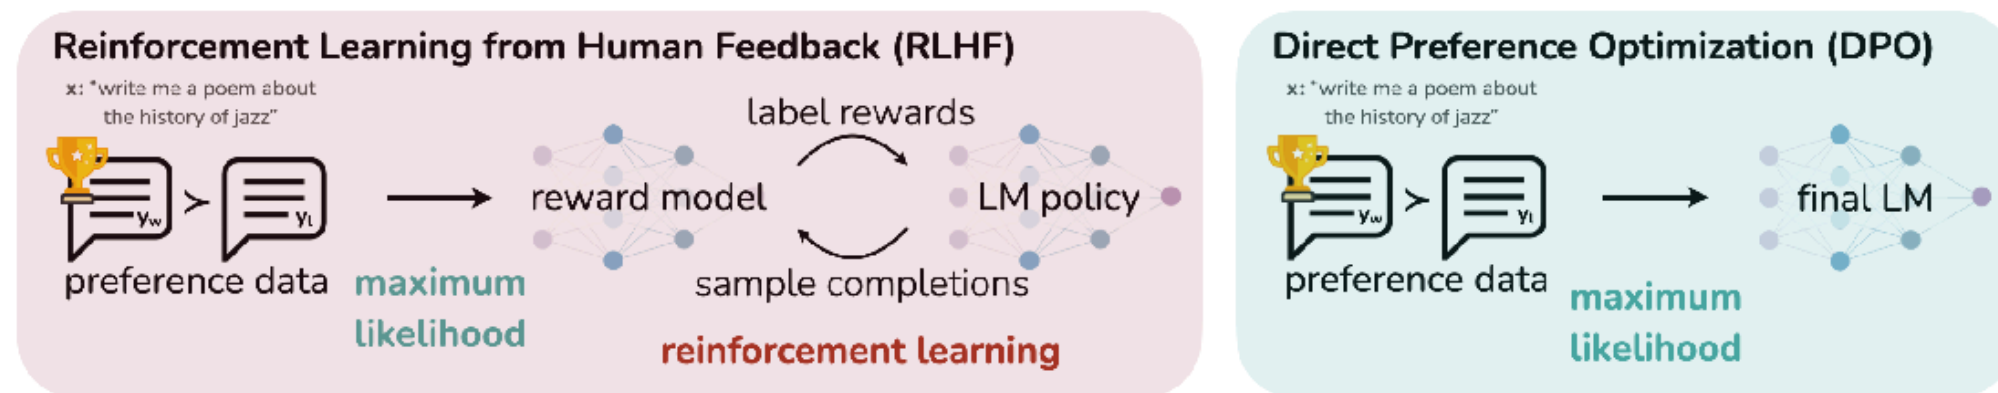 Reinforcement Learning from Human Feedback (RLHF)
x: "write me a poem about
the history of jazz"
label rewards
yw > yl
reward model
LM policy
preference data
maximum
likelihood
sample completions
reinforcement learning
Direct Preference Optimization (DPO)
x: "write me a poem about
the history of jazz"
yw > yl
final LM
preference data
maximum
likelihood